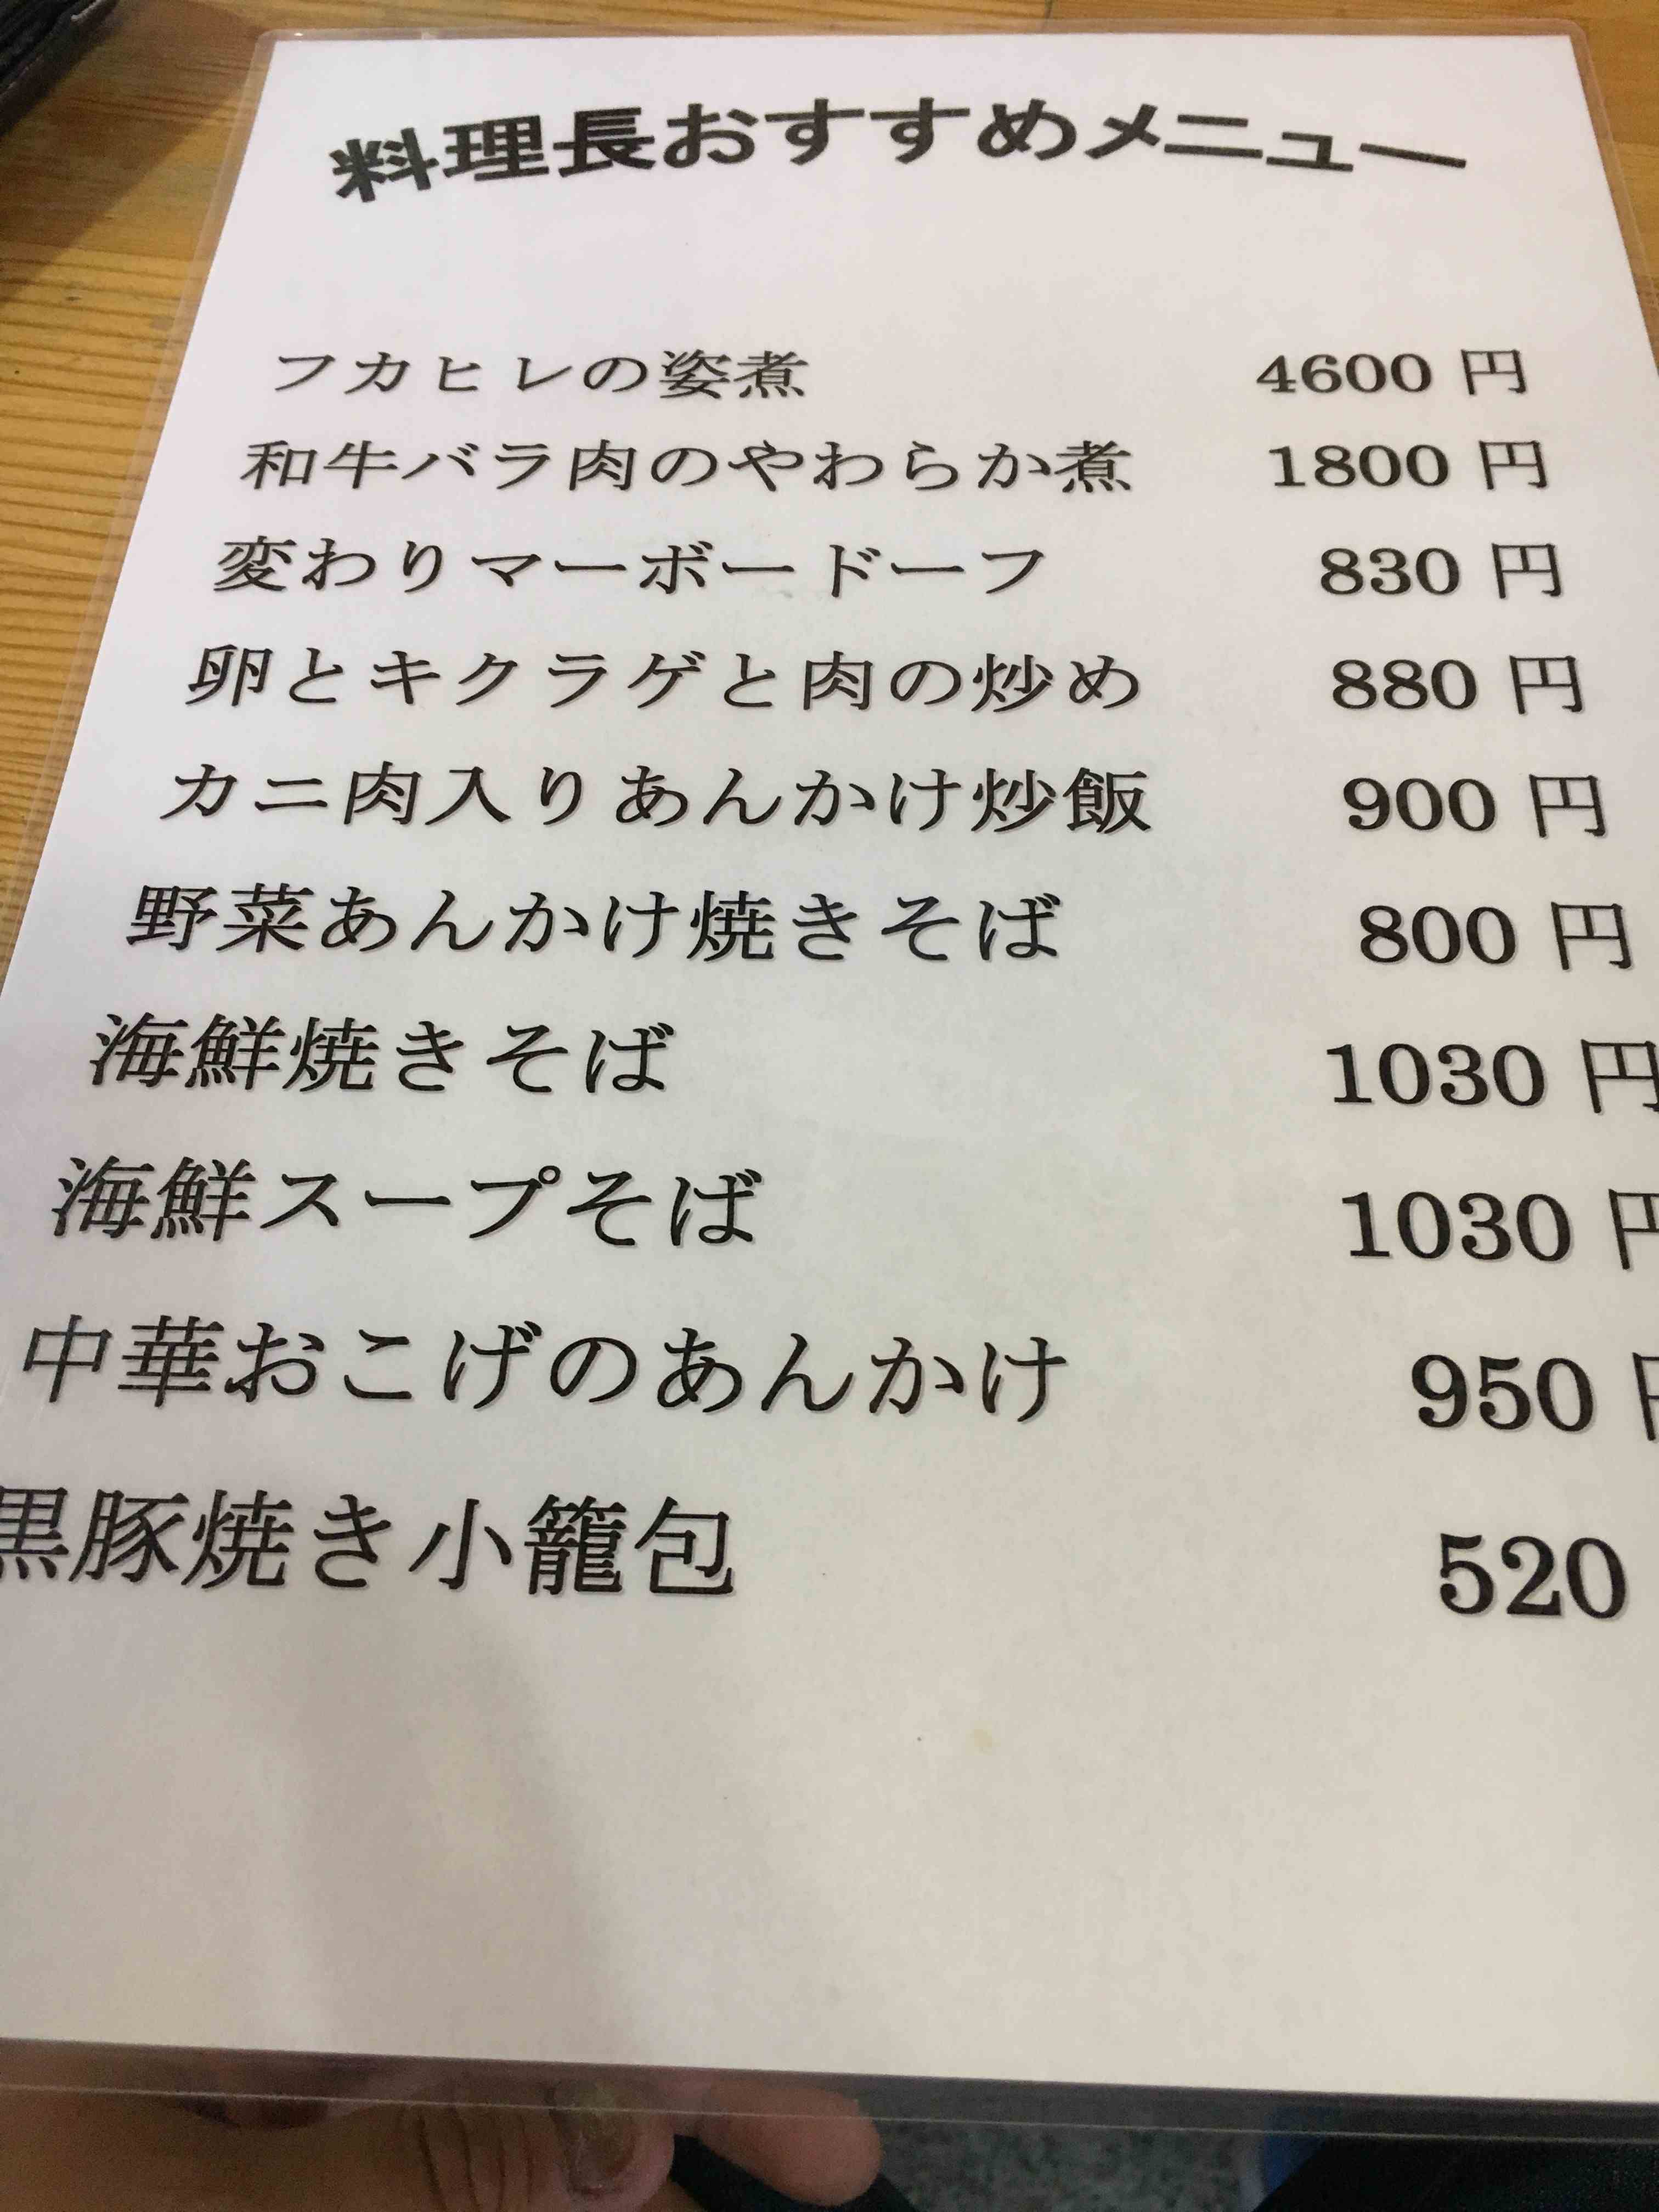 料理長おすすめメニュー
フカヒレの姿煮 4600 円
和牛バラ肉のやわらか煮 1800 円
変わりマーボードーフ 830 円
卵とキクラゲと肉の炒め 880 円
カニ肉入りあんかけ炒飯 900 円
野菜あんかけ焼きそば 800 円
海鮮焼きそば 1030 円
海鮮スープそば 1030 円
中華おこげのあんかけ 950 円
黒豚焼き小籠包 520